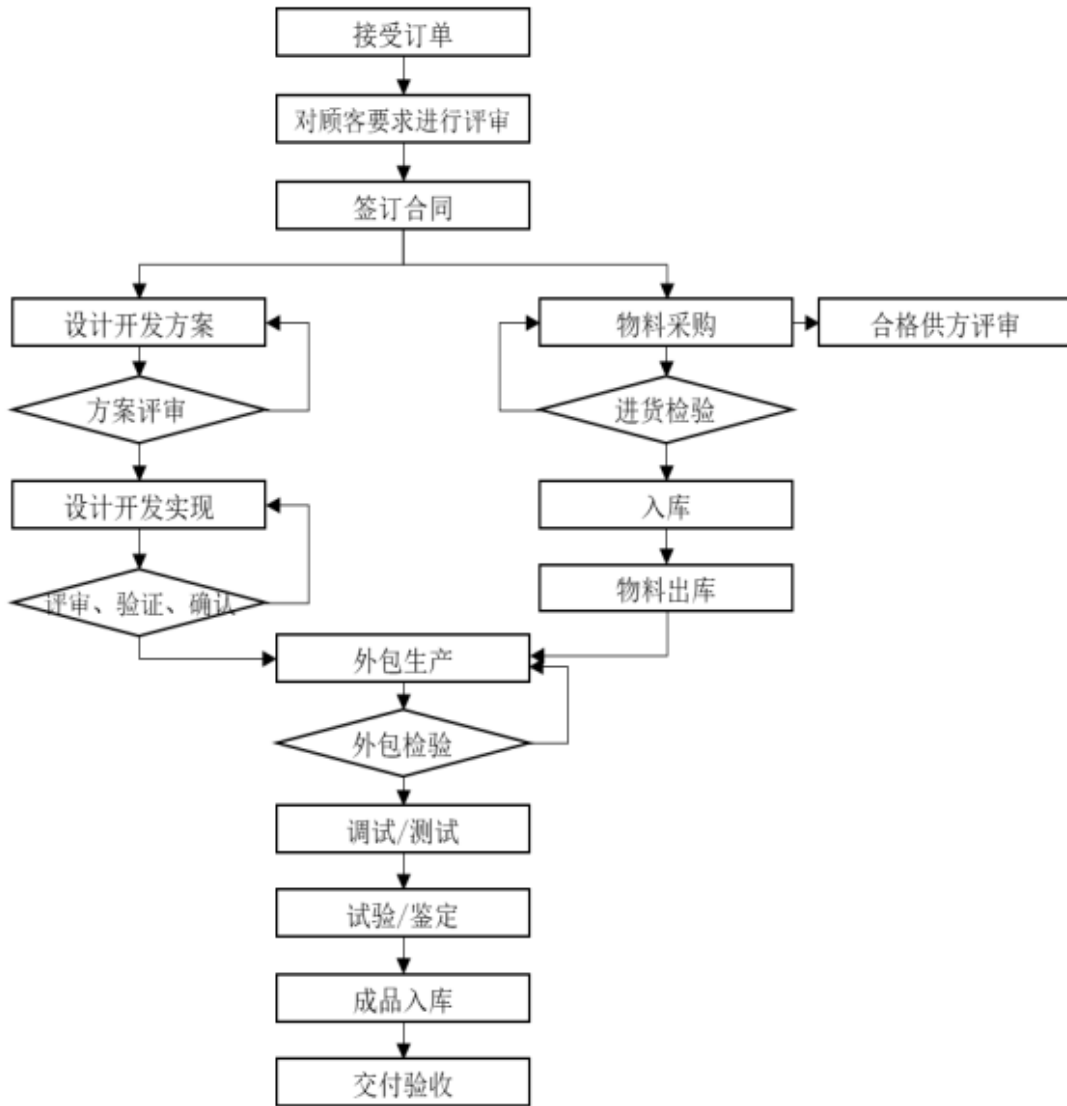 接受订单
对顾客要求进行评审
签订合同
设计开发方案
物料采购
合格供方评审
方案评审
进货检验
设计开发实现
入库
评审、验证、确认
物料出库
外包生产
外包检验
调试/测试
试验/鉴定
成品入库
交付验收